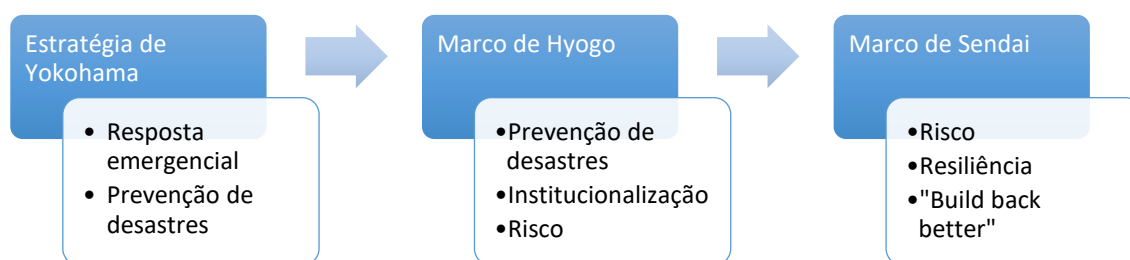 Estratégia de
Yokohama
• Resposta
emergencial
• Prevenção de
desastres
Marco de Hyogo
•Prevenção de
desastres
•Institucionalização
•Risco
Marco de Sendai
•Risco
•Resiliência
•"Build back
better"